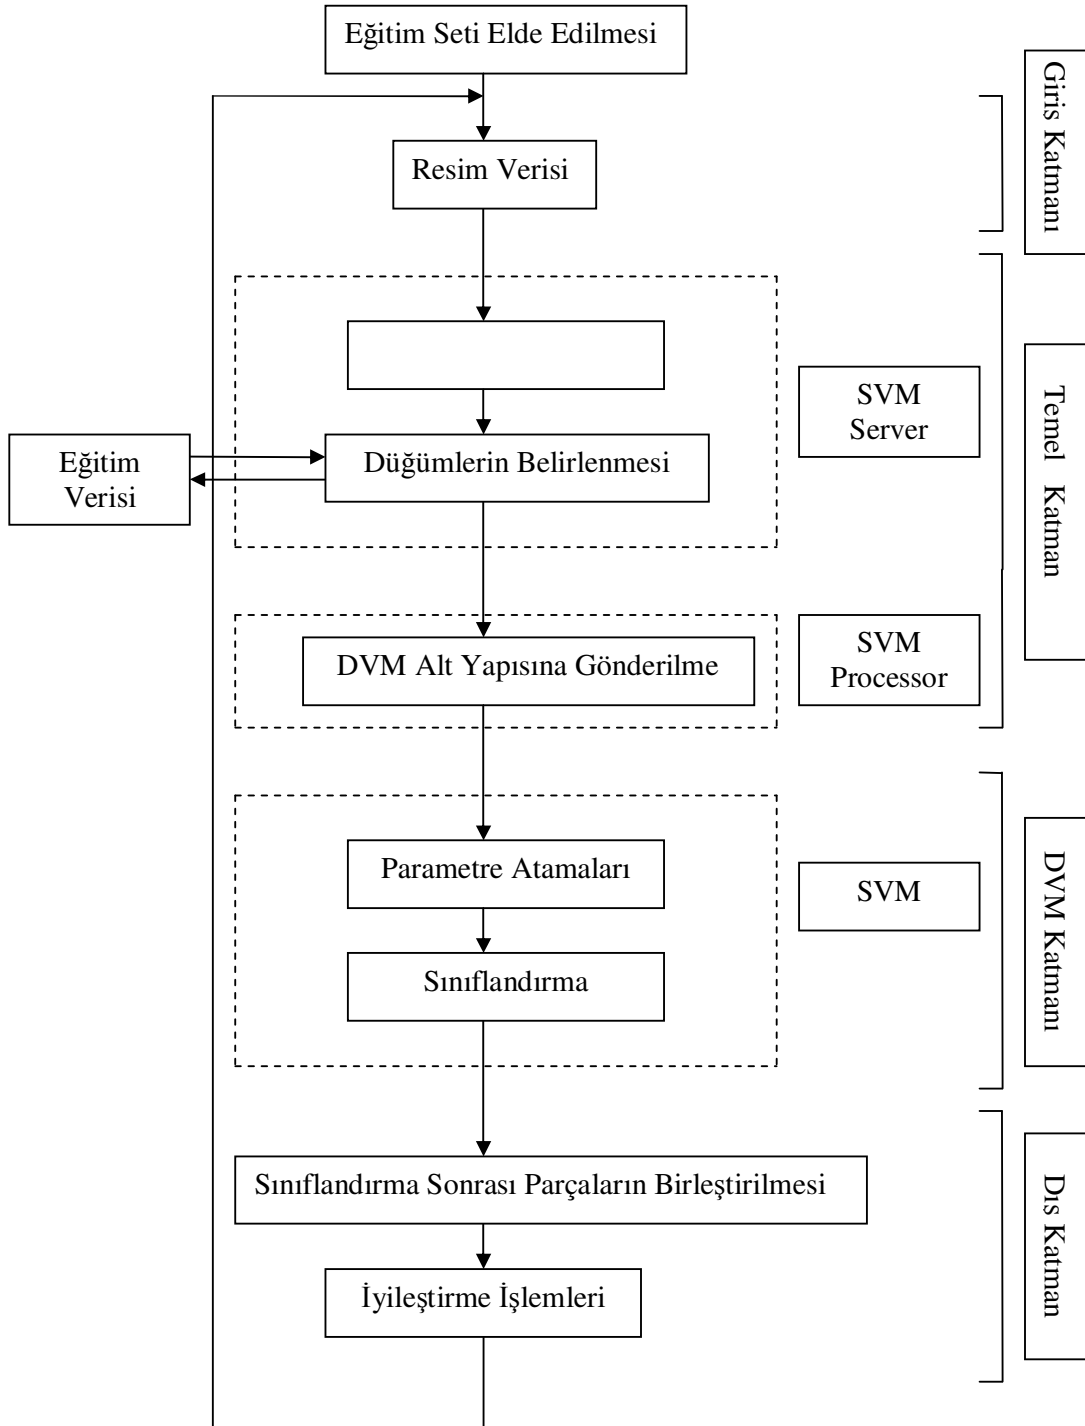 Eğitim Seti Elde Edilmesi
Resim Verisi
Giris Katmanı
SVM
Server
Temel Katman
Eğitim
Verisi
Düğümlerin Belirlenmesi
DVM Alt Yapısına Gönderilme
SVM
Processor
Parametre Atamaları
SVM
DVM Katmanı
Sınıflandırma
Sınıflandırma Sonrası Parçaların Birleştirilmesi
Dıs Katman
İyileştirme İşlemleri